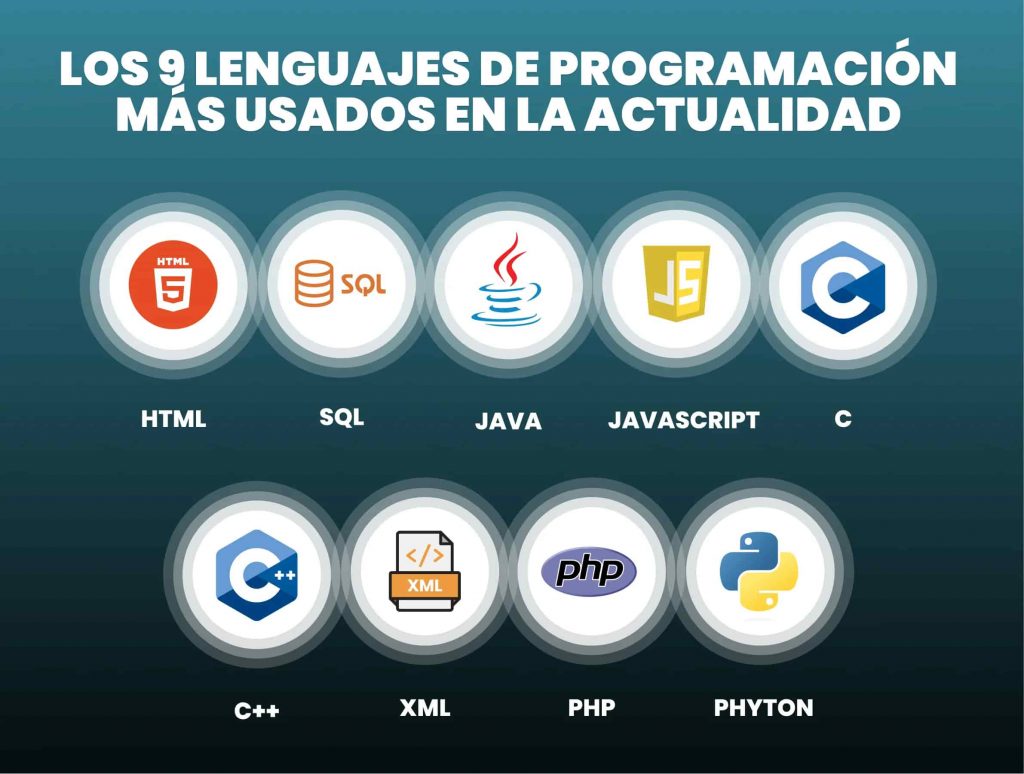 LOS 9 LENGUAJES DE PROGRAMACIÓN
MÁS USADOS EN LA ACTUALIDAD
HTML
5
SQL
JS
C
HTML
SQL
JAVA
JAVASCRIPT
C
C++
</>
XML
php
C++
XML
PHP
PHYTON